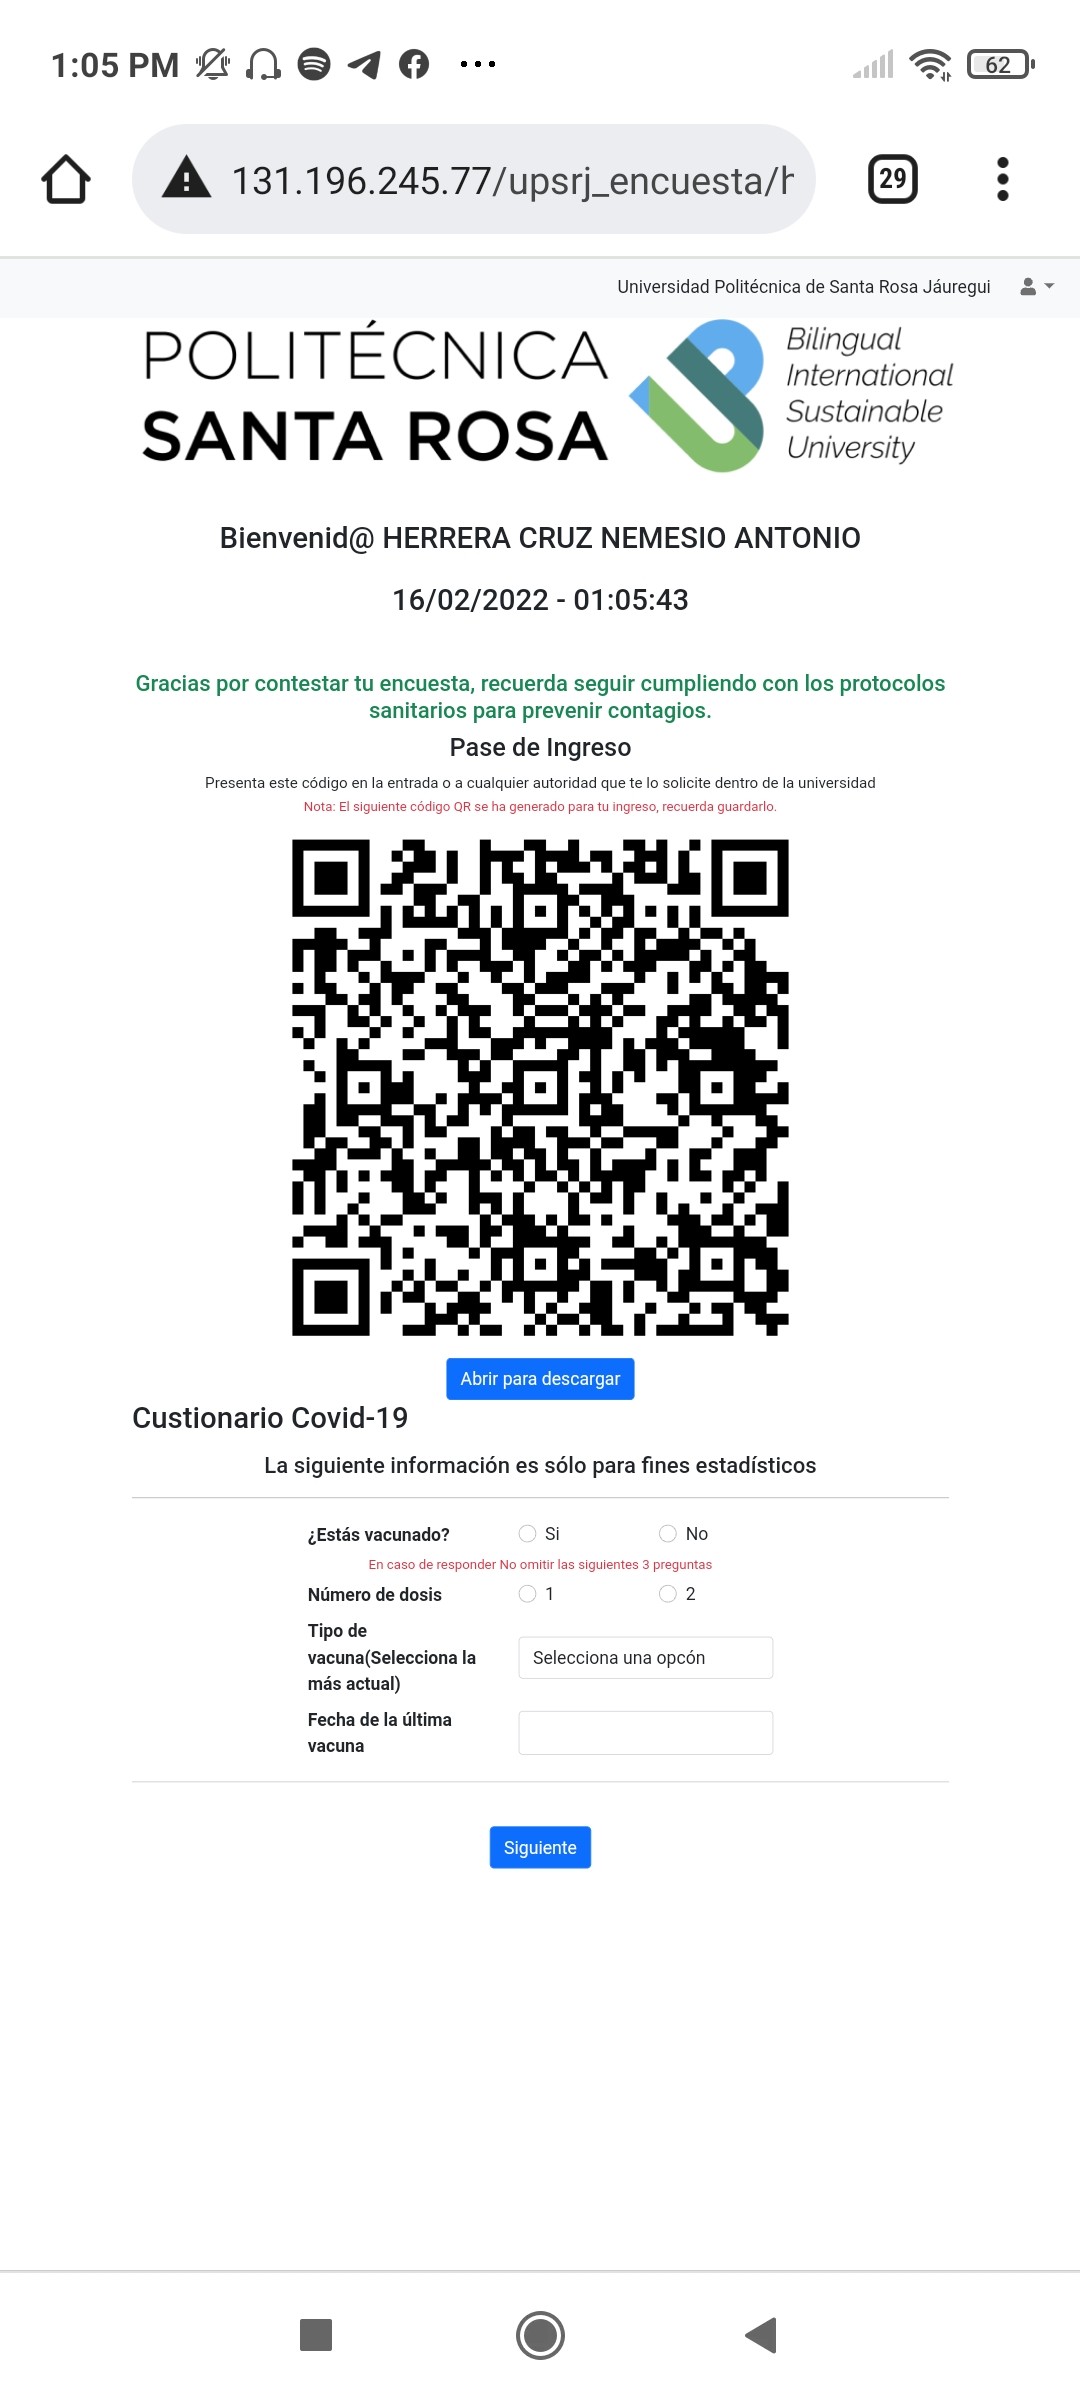 1:05 PM
62
131.196.245.77/upsrj_encuesta/h
29
Universidad Politécnica de Santa Rosa Jáuregui
POLITÉCNICA
SANTA ROSA
Bilingual
International
Sustainable
University
Bienvenid@ HERRERA CRUZ NEMESIO ANTONIO
16/02/2022 - 01:05:43
Gracias por contestar tu encuesta, recuerda seguir cumpliendo con los protocolos
sanitarios para prevenir contagios.
Pase de Ingreso
Presenta este código en la entrada o a cualquier autoridad que te lo solicite dentro de la universidad
Nota: El siguiente código QR se ha generado para tu ingreso, recuerda guardarlo.
Abrir para descargar
Custionario Covid-19
La siguiente información es sólo para fines estadísticos
¿Estás vacunado? Si No
En caso de responder No omitir las siguientes 3 preguntas
Número de dosis 1 2
Tipo de
vacuna(Selecciona la
más actual)
Selecciona una opcón
Fecha de la última
vacuna
Siguiente